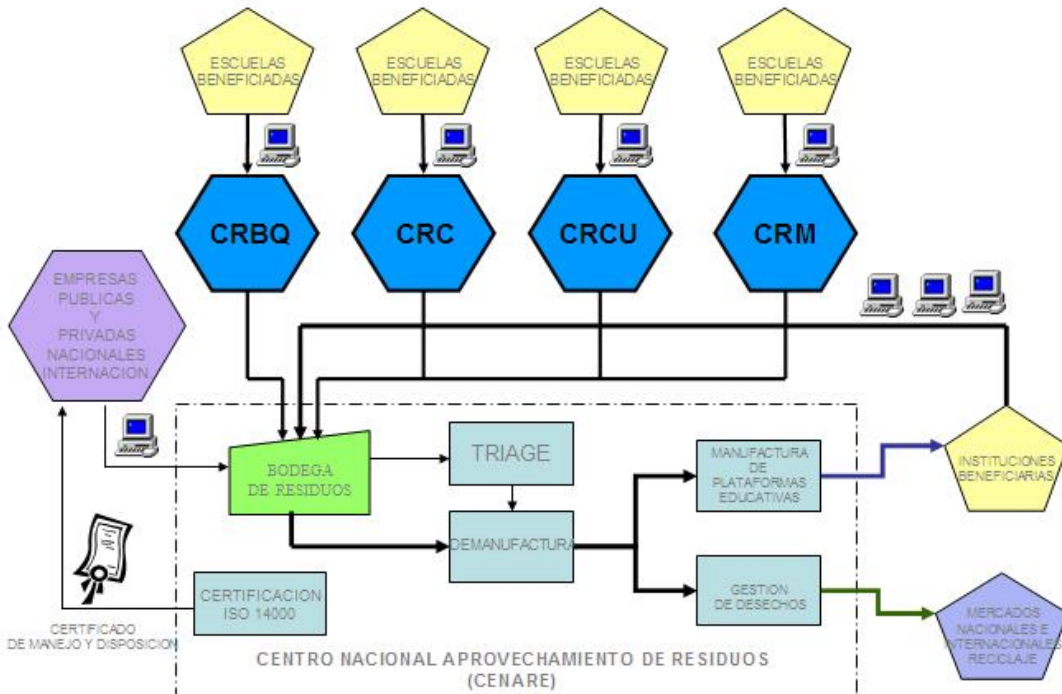 ESCUELAS
BENEFICIADAS
ESCUELAS
BENEFICIADAS
ESCUELAS
BENEFICIADAS
ESCUELAS
BENEFICIADAS
CRBQ
CRC
CRCU
CRM
EMPRESAS
PUBLICAS
Y
PRIVADAS
NACIONALES
INTERNACION
BODEGA
DE RESIDUOS
TRIAGE
MANUFACTURA
DE
PLATAFORMAS
EDUCATIVAS
INSTITUCIONES
BENEFICIARIAS
DEMANUFACTURA
CERTIFICACION
ISO 14000
GESTION
DE DESECHOS
MERCADOS
NACIONALES E
INTERNACIONALES
RECICLAJE
CERTIFICADO
DE MANEJO Y DISPOSICION
CENTRO NACIONAL APROVECHAMIENTO DE RESIDUOS
(CENARE)